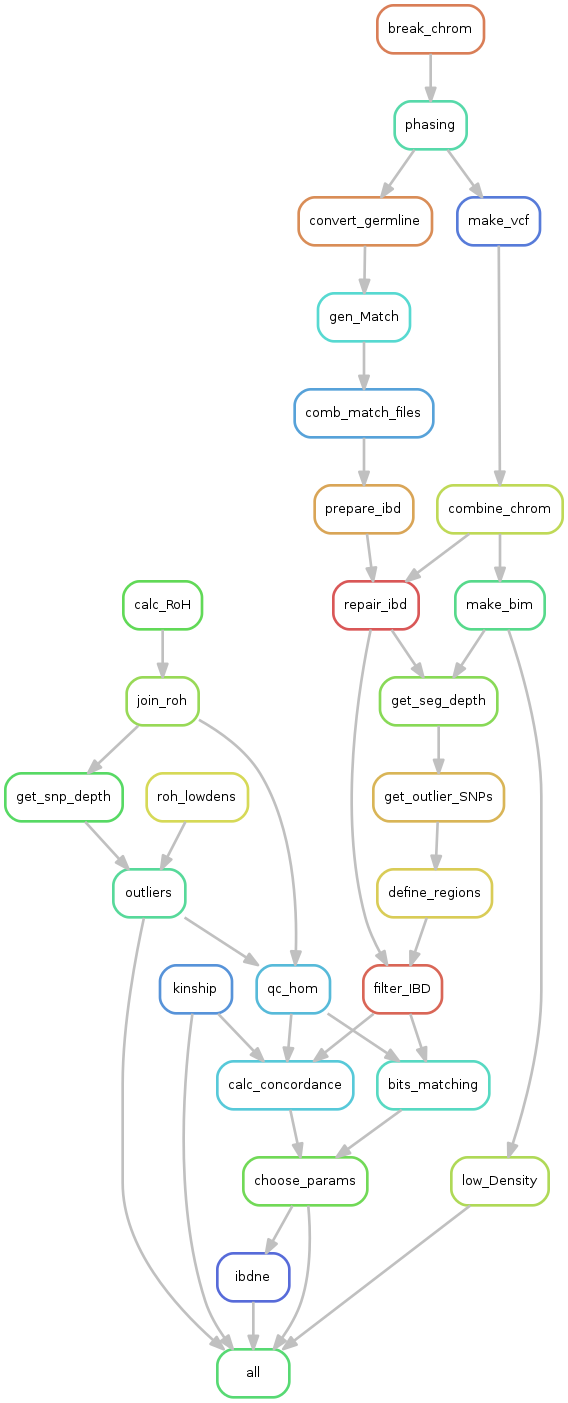 break_chrom
phasing
convert_germline
make_vcf
gen_Match
comb_match_files
prepare_ibd
combine_chrom
calc_RoH
repair_ibd
make_bim
join_roh
get_seg_depth
get_snp_depth
roh_lowdens
get_outlier_SNPs
outliers
define_regions
kinship
qc_hom
filter_IBD
calc_concordance
bits_matching
choose_params
low_Density
ibdne
all